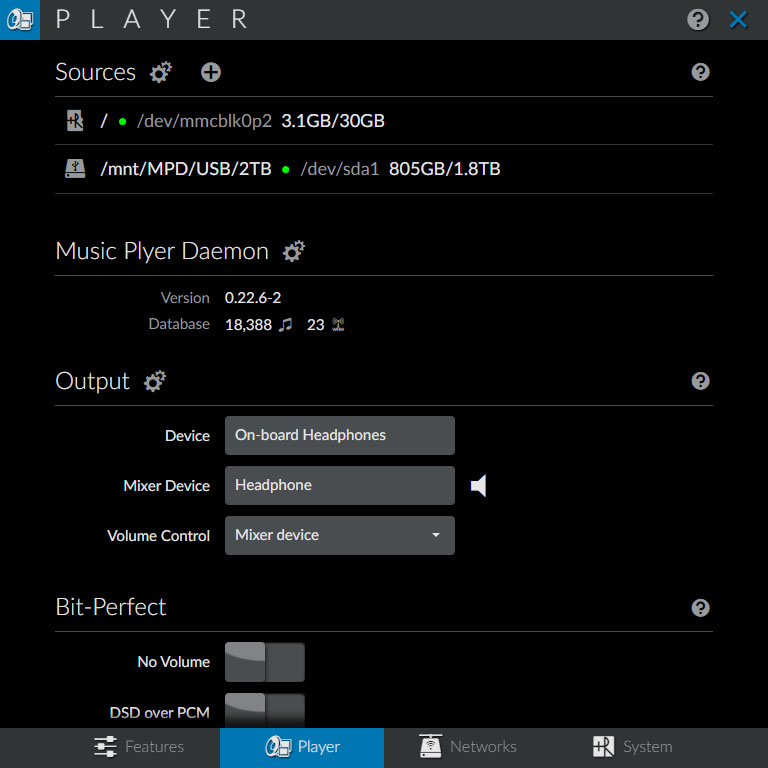 PLAYER
Sources
/ • /dev/mmcblk0p2 3.1GB/30GB
/mnt/MPD/USB/2TB • /dev/sda1 805GB/1.8TB
Music Plyer Daemon
Version 0.22.6-2
Database 18,388 23
Output
Device On-board Headphones
Mixer Device Headphone
Volume Control Mixer device
Bit-Perfect
No Volume
DSD over PCM
Features Player Networks System